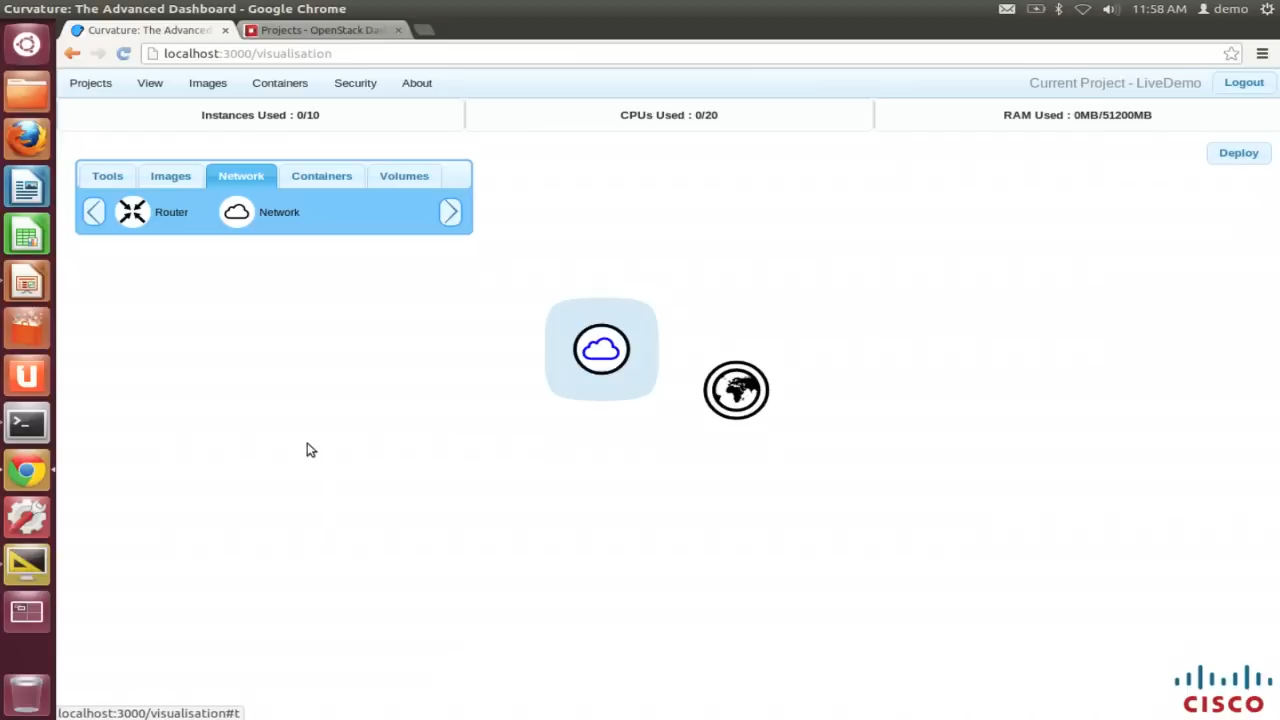 Curvature: The Advanced Dashboard - Google Chrome
11:58 AM
demo
Curvature: The Advanced
Projects - OpenStack Das
localhost:3000/visualisation
Projects
View
Images
Containers
Security
About
Current Project - LiveDemo
Logout
Instances Used : 0/10
CPUs Used : 0/20
RAM Used : 0MB/51200MB
Deploy
Tools
Images
Network
Containers
Volumes
Router
Network
localhost:3000/visualisation#t
CISCO